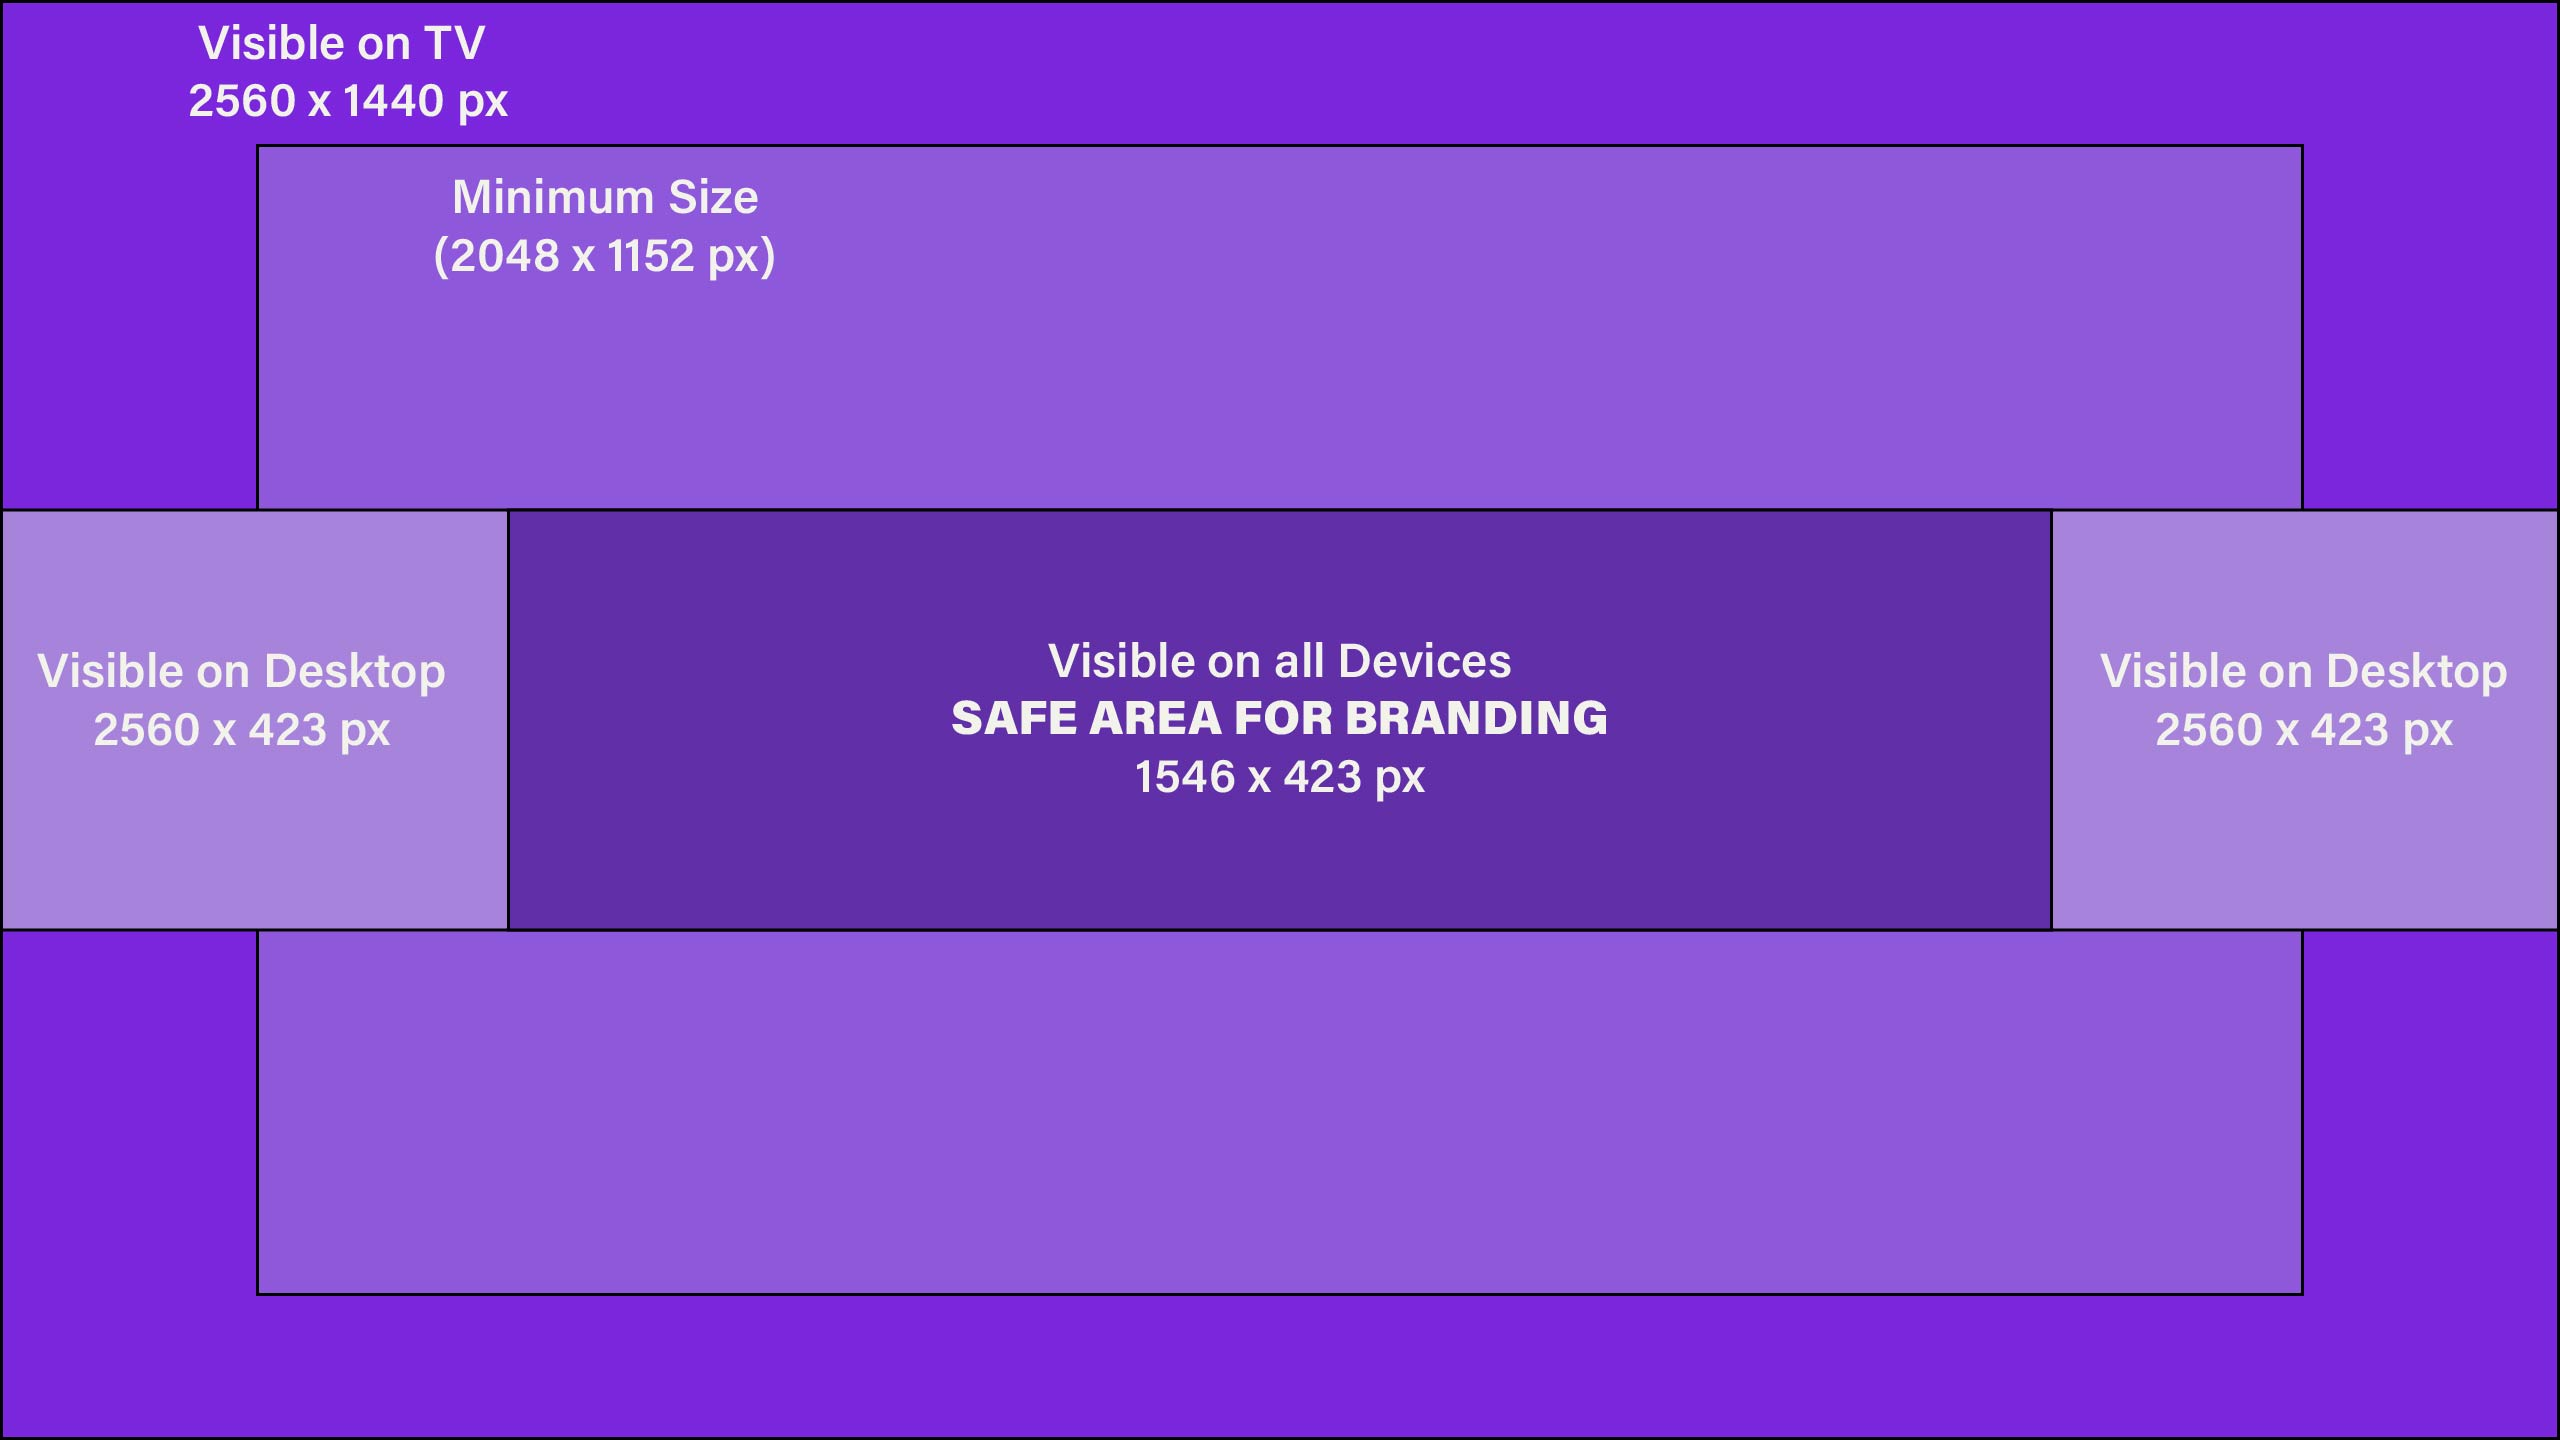 Visible on TV
2560 x 1440 px
Minimum Size
(2048 x 1152 px)
Visible on Desktop
2560 x 423 px
Visible on all Devices
SAFE AREA FOR BRANDING
1546 x 423 px
Visible on Desktop
2560 x 423 px